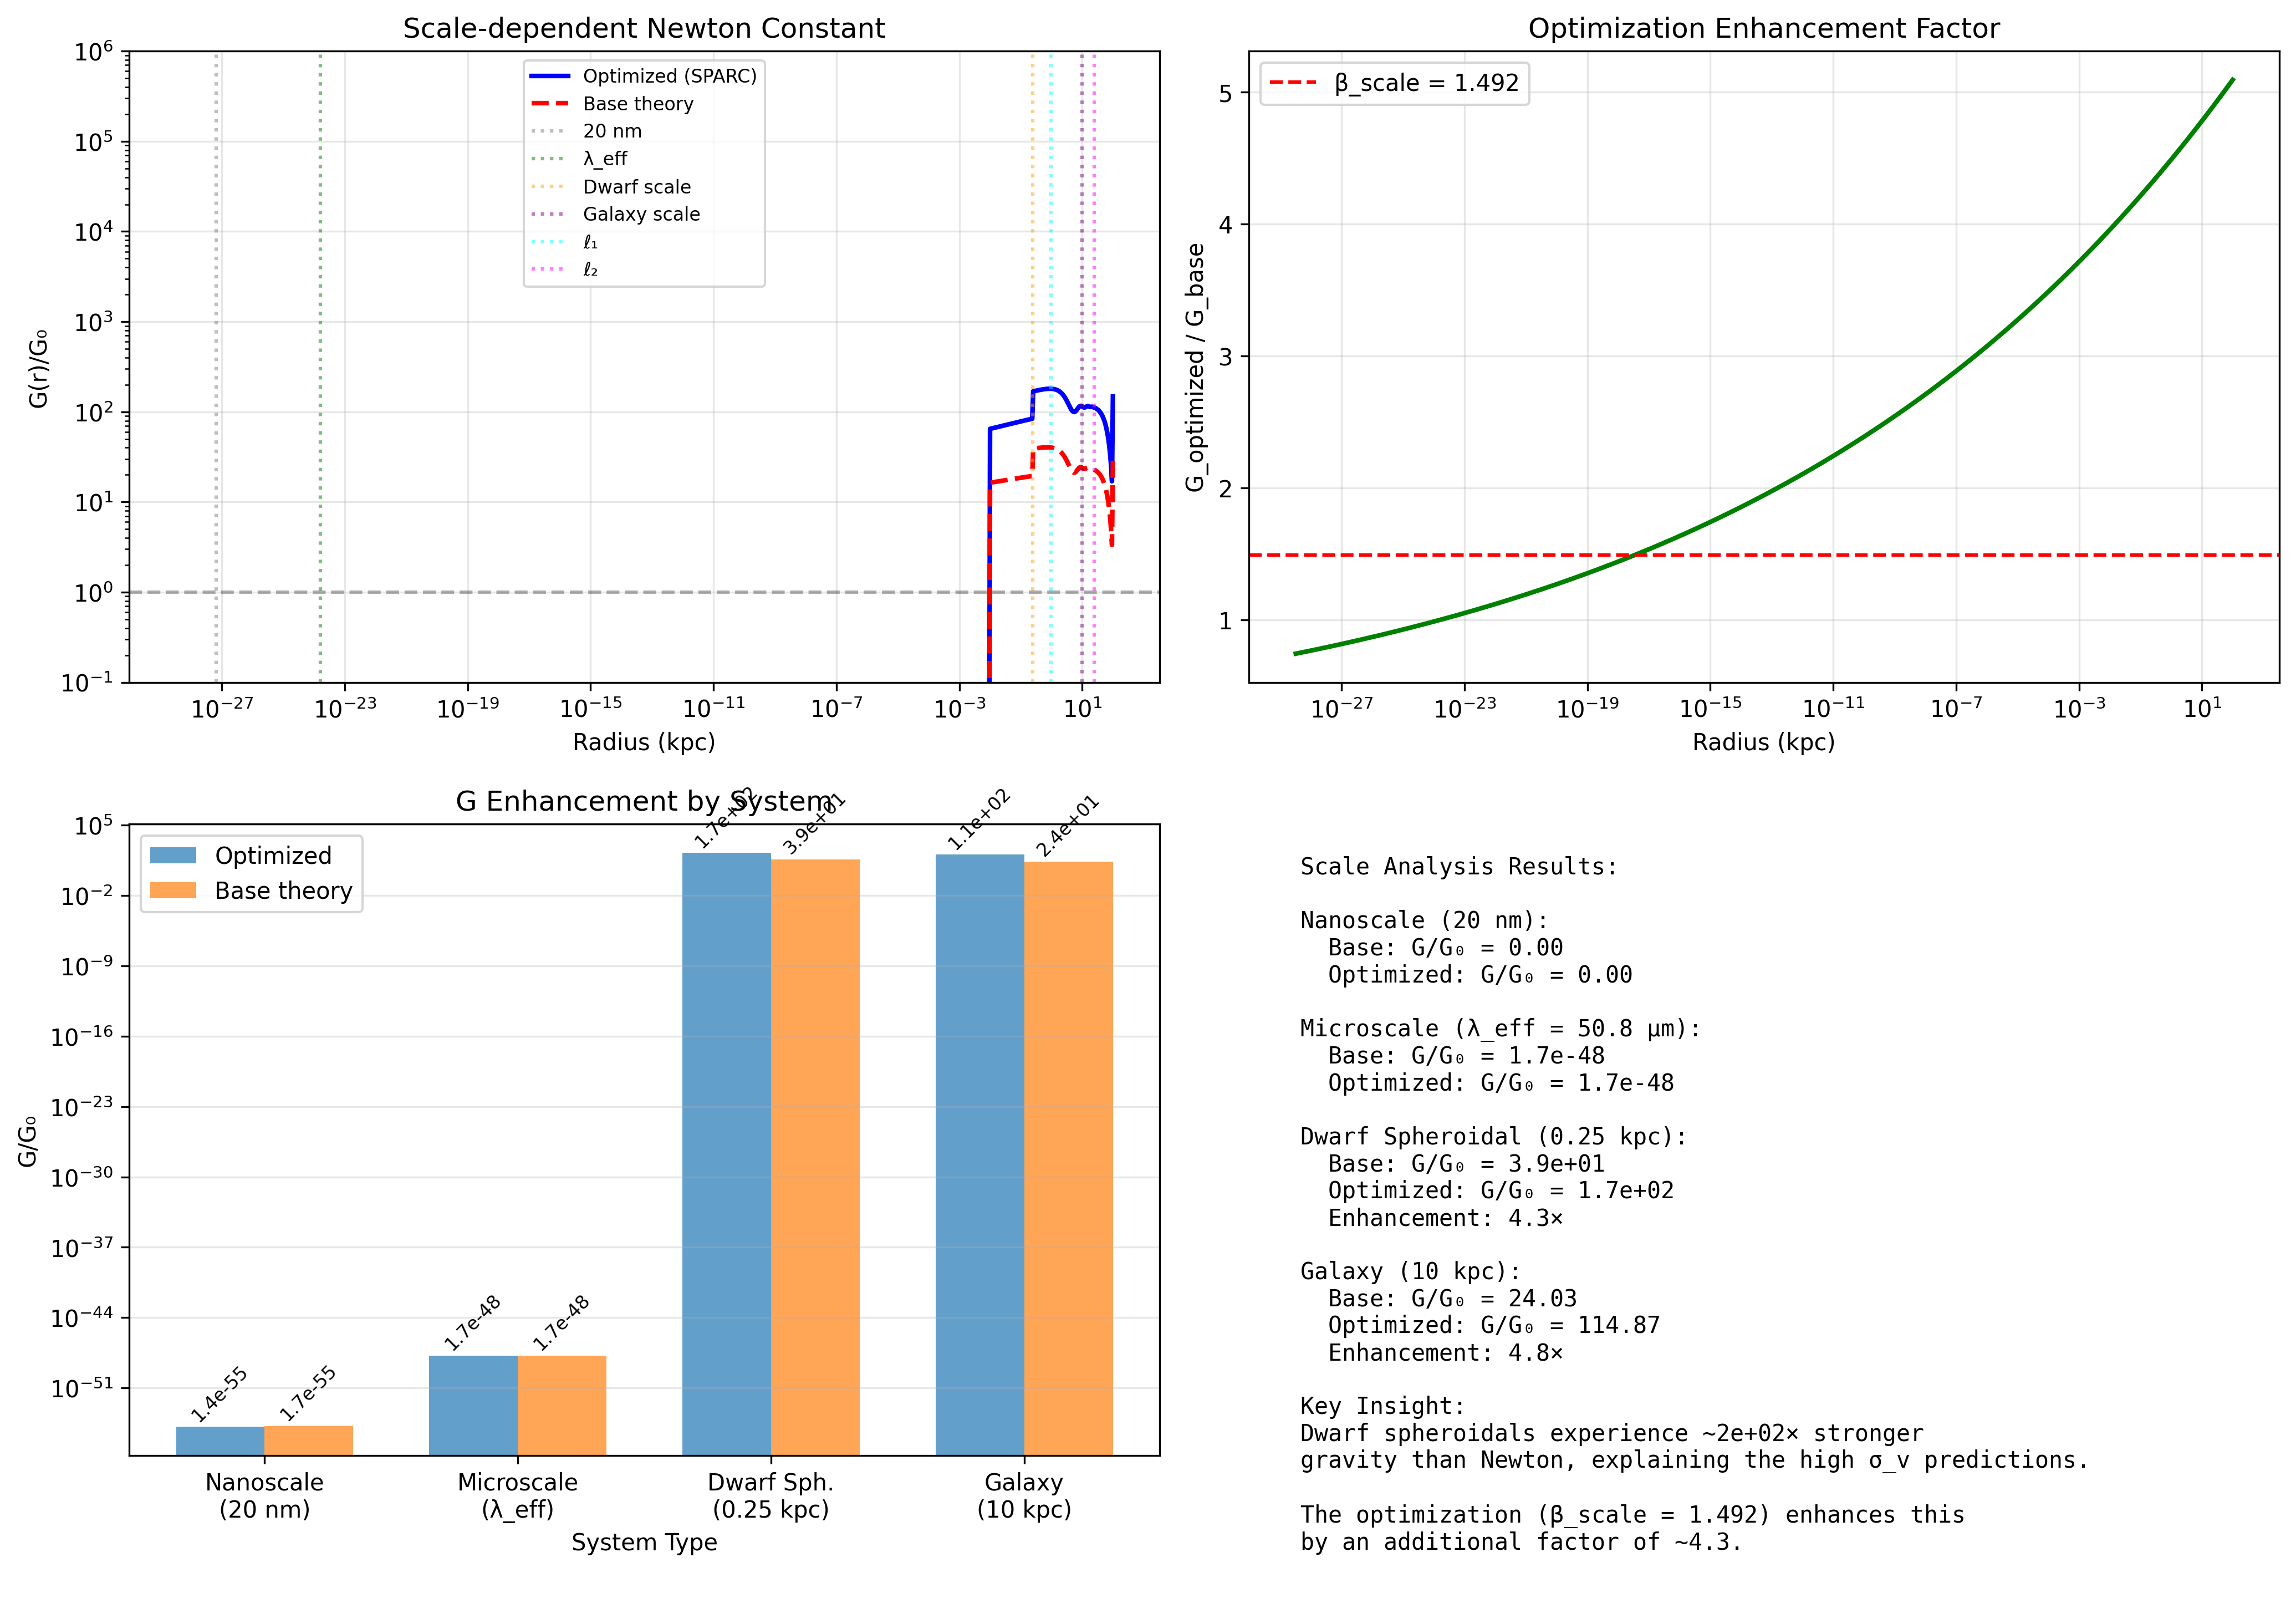 Scale-dependent Newton Constant
G(r)/G₀
10⁶
10⁵
10⁴
10³
10²
10¹
10⁰
10⁻¹
Optimized (SPARC)
Base theory
20 nm
λ_eff
Dwarf scale
Galaxy scale
ℓ₁
ℓ₂
10⁻²⁷ 10⁻²³ 10⁻¹⁹ 10⁻¹⁵ 10⁻¹¹ 10⁻⁷ 10⁻³ 10¹
Radius (kpc)
Optimization Enhancement Factor
G_optimized / G_base
5
4
3
2
1
β_scale = 1.492
10⁻²⁷ 10⁻²³ 10⁻¹⁹ 10⁻¹⁵ 10⁻¹¹ 10⁻⁷ 10⁻³ 10¹
Radius (kpc)
G Enhancement by System
G/G₀
10⁵
10⁻²
10⁻⁹
10⁻¹⁶
10⁻²³
10⁻³⁰
10⁻³⁷
10⁻⁴⁴
10⁻⁵¹
Optimized
Base theory
1.4e-55
1.7e-55
1.7e-48
1.7e-48
1.7e+02
3.9e+01
1.1e+02
2.4e+01
Nanoscale
(20 nm)
Microscale
(λ_eff)
Dwarf Sph.
(0.25 kpc)
Galaxy
(10 kpc)
System Type
Scale Analysis Results:
Nanoscale (20 nm):
Base: G/G₀ = 0.00
Optimized: G/G₀ = 0.00
Microscale (λ_eff = 50.8 μm):
Base: G/G₀ = 1.7e-48
Optimized: G/G₀ = 1.7e-48
Dwarf Spheroidal (0.25 kpc):
Base: G/G₀ = 3.9e+01
Optimized: G/G₀ = 1.7e+02
Enhancement: 4.3×
Galaxy (10 kpc):
Base: G/G₀ = 24.03
Optimized: G/G₀ = 114.87
Enhancement: 4.8×
Key Insight:
Dwarf spheroidals experience ~2e+02× stronger
gravity than Newton, explaining the high σ_v predictions.
The optimization (β_scale = 1.492) enhances this
by an additional factor of ~4.3.